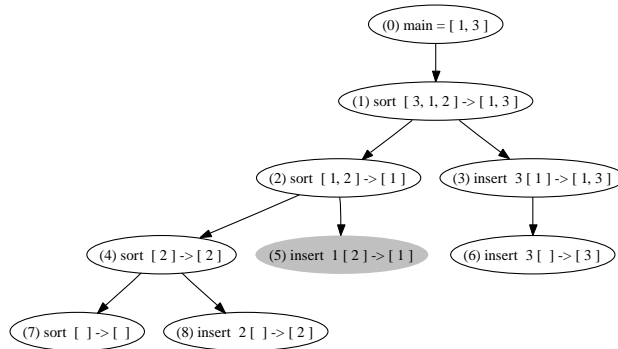 (0) main = [ 1, 3 ]
(1) sort [ 3, 1, 2 ] -> [ 1, 3 ]
(2) sort [ 1, 2 ] -> [ 1 ]
(3) insert 3 [ 1 ] -> [ 1, 3 ]
(4) sort [ 2 ] -> [ 2 ]
(5) insert 1 [ 2 ] -> [ 1 ]
(6) insert 3 [ ] -> [ 3 ]
(7) sort [ ] -> [ ]
(8) insert 2 [ ] -> [ 2 ]